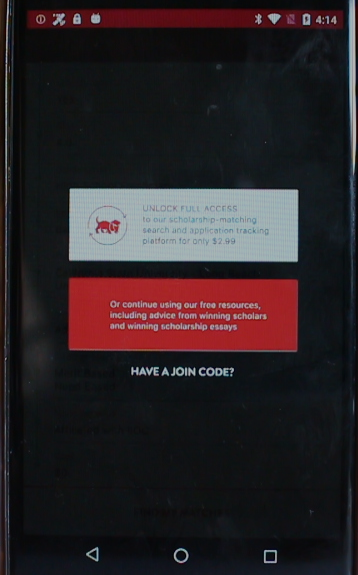 4:14
UNLOCK FULL ACCESS
to our scholarship-matching
search and application tracking
platform for only $2.99
Or continue using our free resources,
including advice from winning scholars
and winning scholarship essays
HAVE A JOIN CODE?